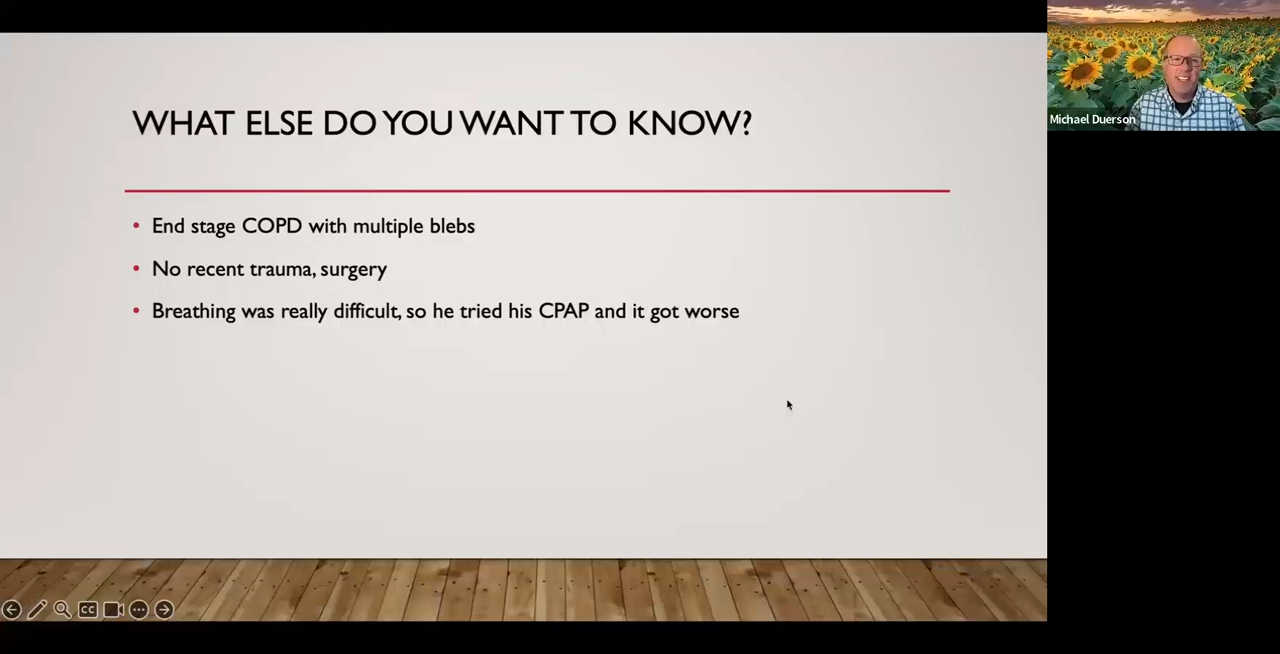 WHAT ELSE DO YOU WANT TO KNOW?
• End stage COPD with multiple blebs
• No recent trauma, surgery
• Breathing was really difficult, so he tried his CPAP and it got worse
Michael Duerson
CC